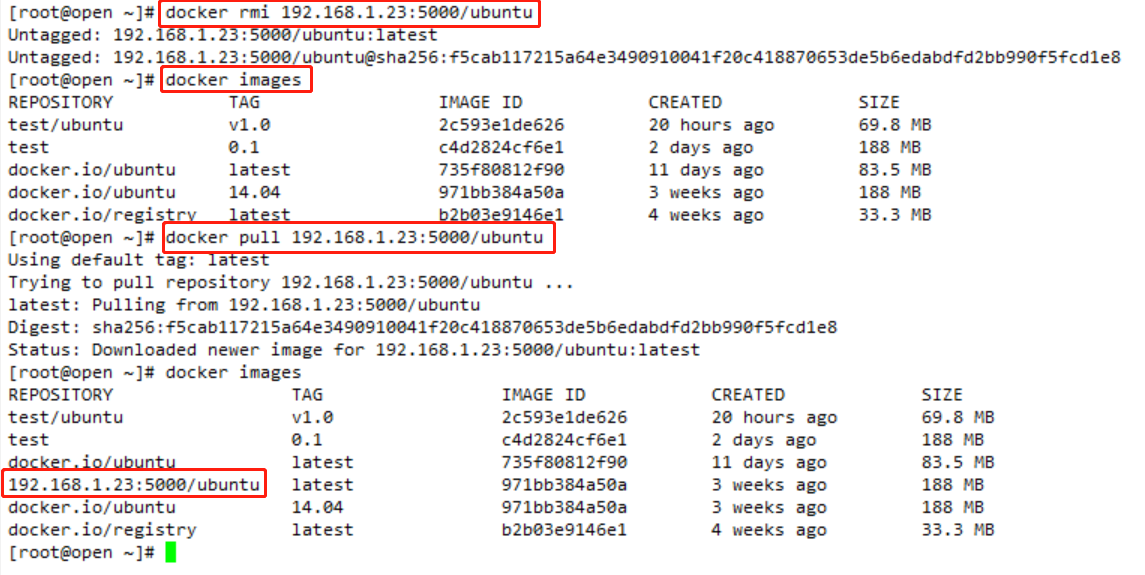 [root@open ~]# docker rmi 192.168.1.23:5000/ubuntu
Untagged: 192.168.1.23:5000/ubuntu:latest
Untagged: 192.168.1.23:5000/ubuntu@sha256:f5cab117215a64e3490910041f20c418870653de5b6edabdfd2bb990f5fcd1e8
[root@open ~]# docker images
REPOSITORY TAG IMAGE ID CREATED SIZE
test/ubuntu v1.0 2c593e1de626 20 hours ago 69.8 MB
test 0.1 c4d2824cf6e1 2 days ago 188 MB
docker.io/ubuntu latest 735f80812f90 11 days ago 83.5 MB
docker.io/ubuntu 14.04 971bb384a50a 3 weeks ago 188 MB
docker.io/registry latest b2b03e9146e1 4 weeks ago 33.3 MB
[root@open ~]# docker pull 192.168.1.23:5000/ubuntu
Using default tag: latest
Trying to pull repository 192.168.1.23:5000/ubuntu ...
latest: Pulling from 192.168.1.23:5000/ubuntu
Digest: sha256:f5cab117215a64e3490910041f20c418870653de5b6edabdfd2bb990f5fcd1e8
Status: Downloaded newer image for 192.168.1.23:5000/ubuntu:latest
[root@open ~]# docker images
REPOSITORY TAG IMAGE ID CREATED SIZE
test/ubuntu v1.0 2c593e1de626 20 hours ago 69.8 MB
test 0.1 c4d2824cf6e1 2 days ago 188 MB
docker.io/ubuntu latest 735f80812f90 11 days ago 83.5 MB
192.168.1.23:5000/ubuntu latest 971bb384a50a 3 weeks ago 188 MB
docker.io/ubuntu 14.04 971bb384a50a 3 weeks ago 188 MB
docker.io/registry latest b2b03e9146e1 4 weeks ago 33.3 MB
[root@open ~]#